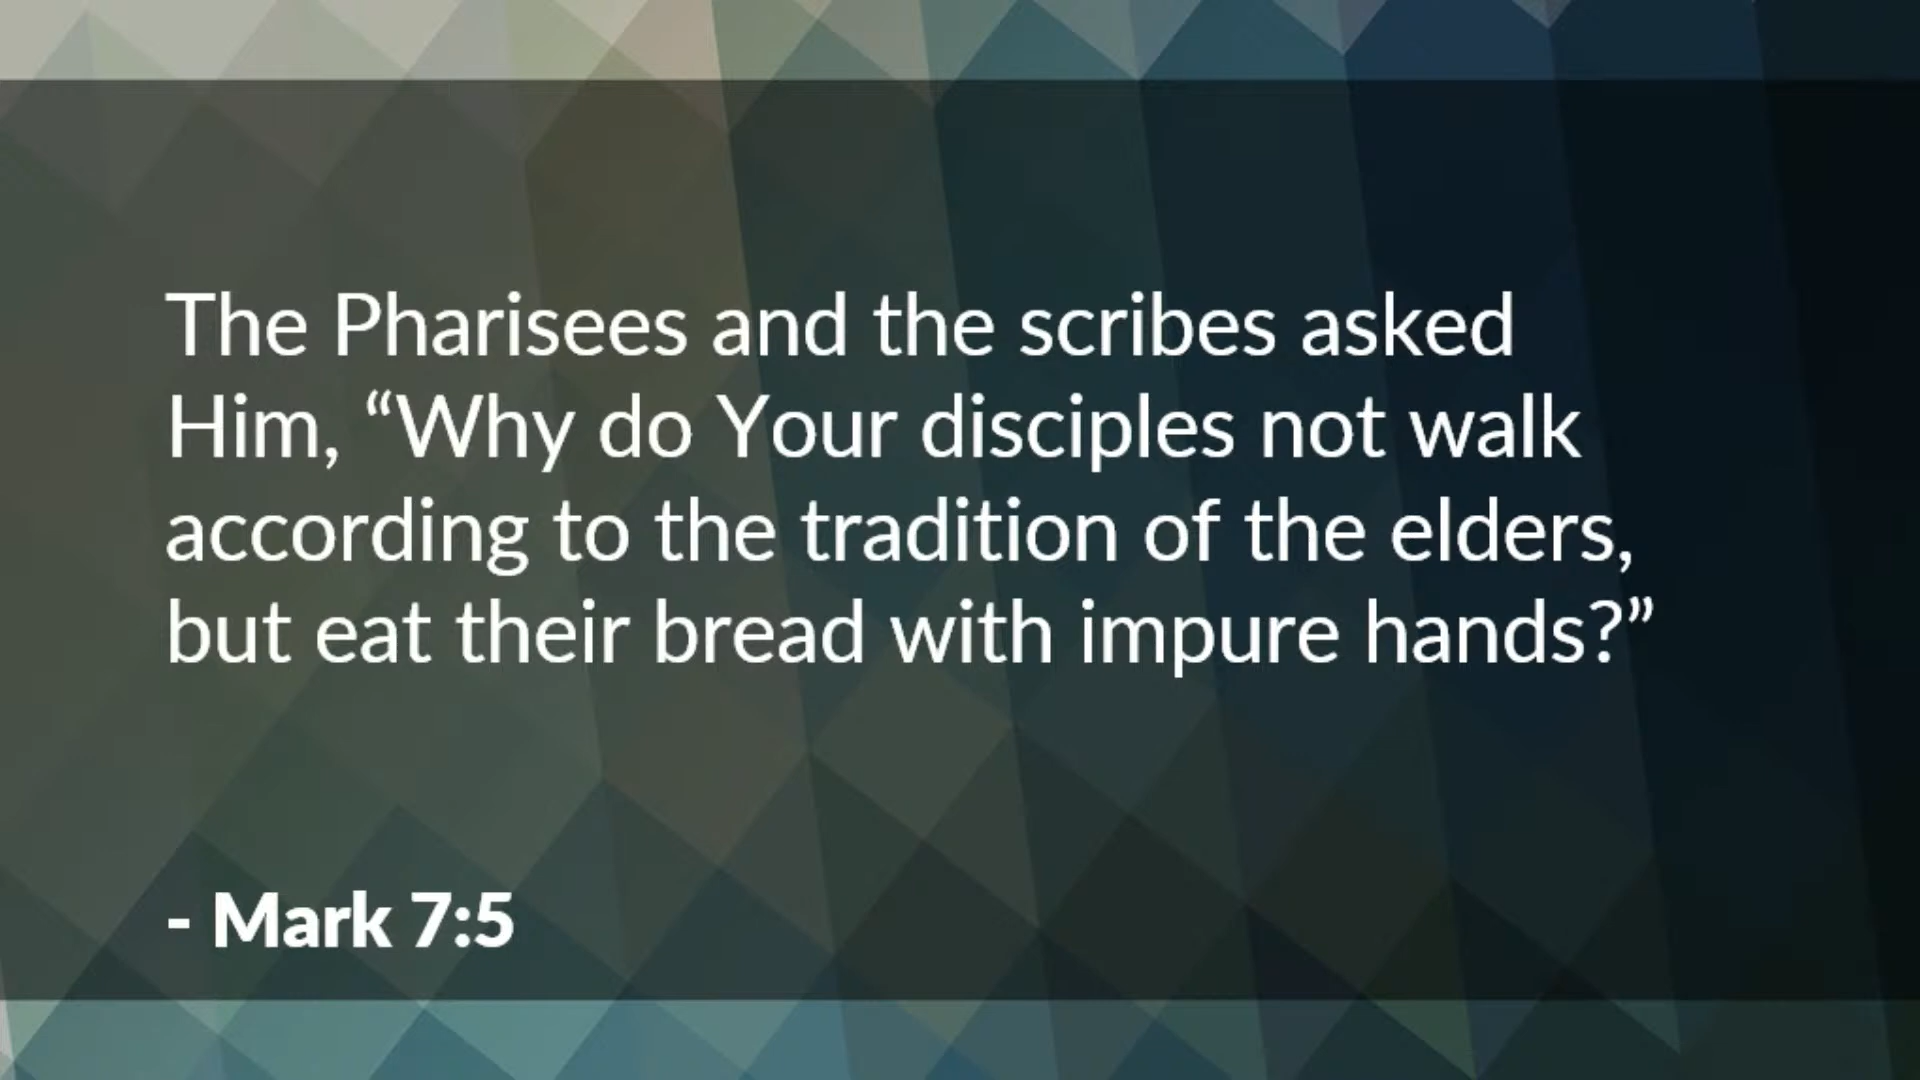 The Pharisees and the scribes asked
Him, “Why do Your disciples not walk
according to the tradition of the elders,
but eat their bread with impure hands?”
- Mark 7:5